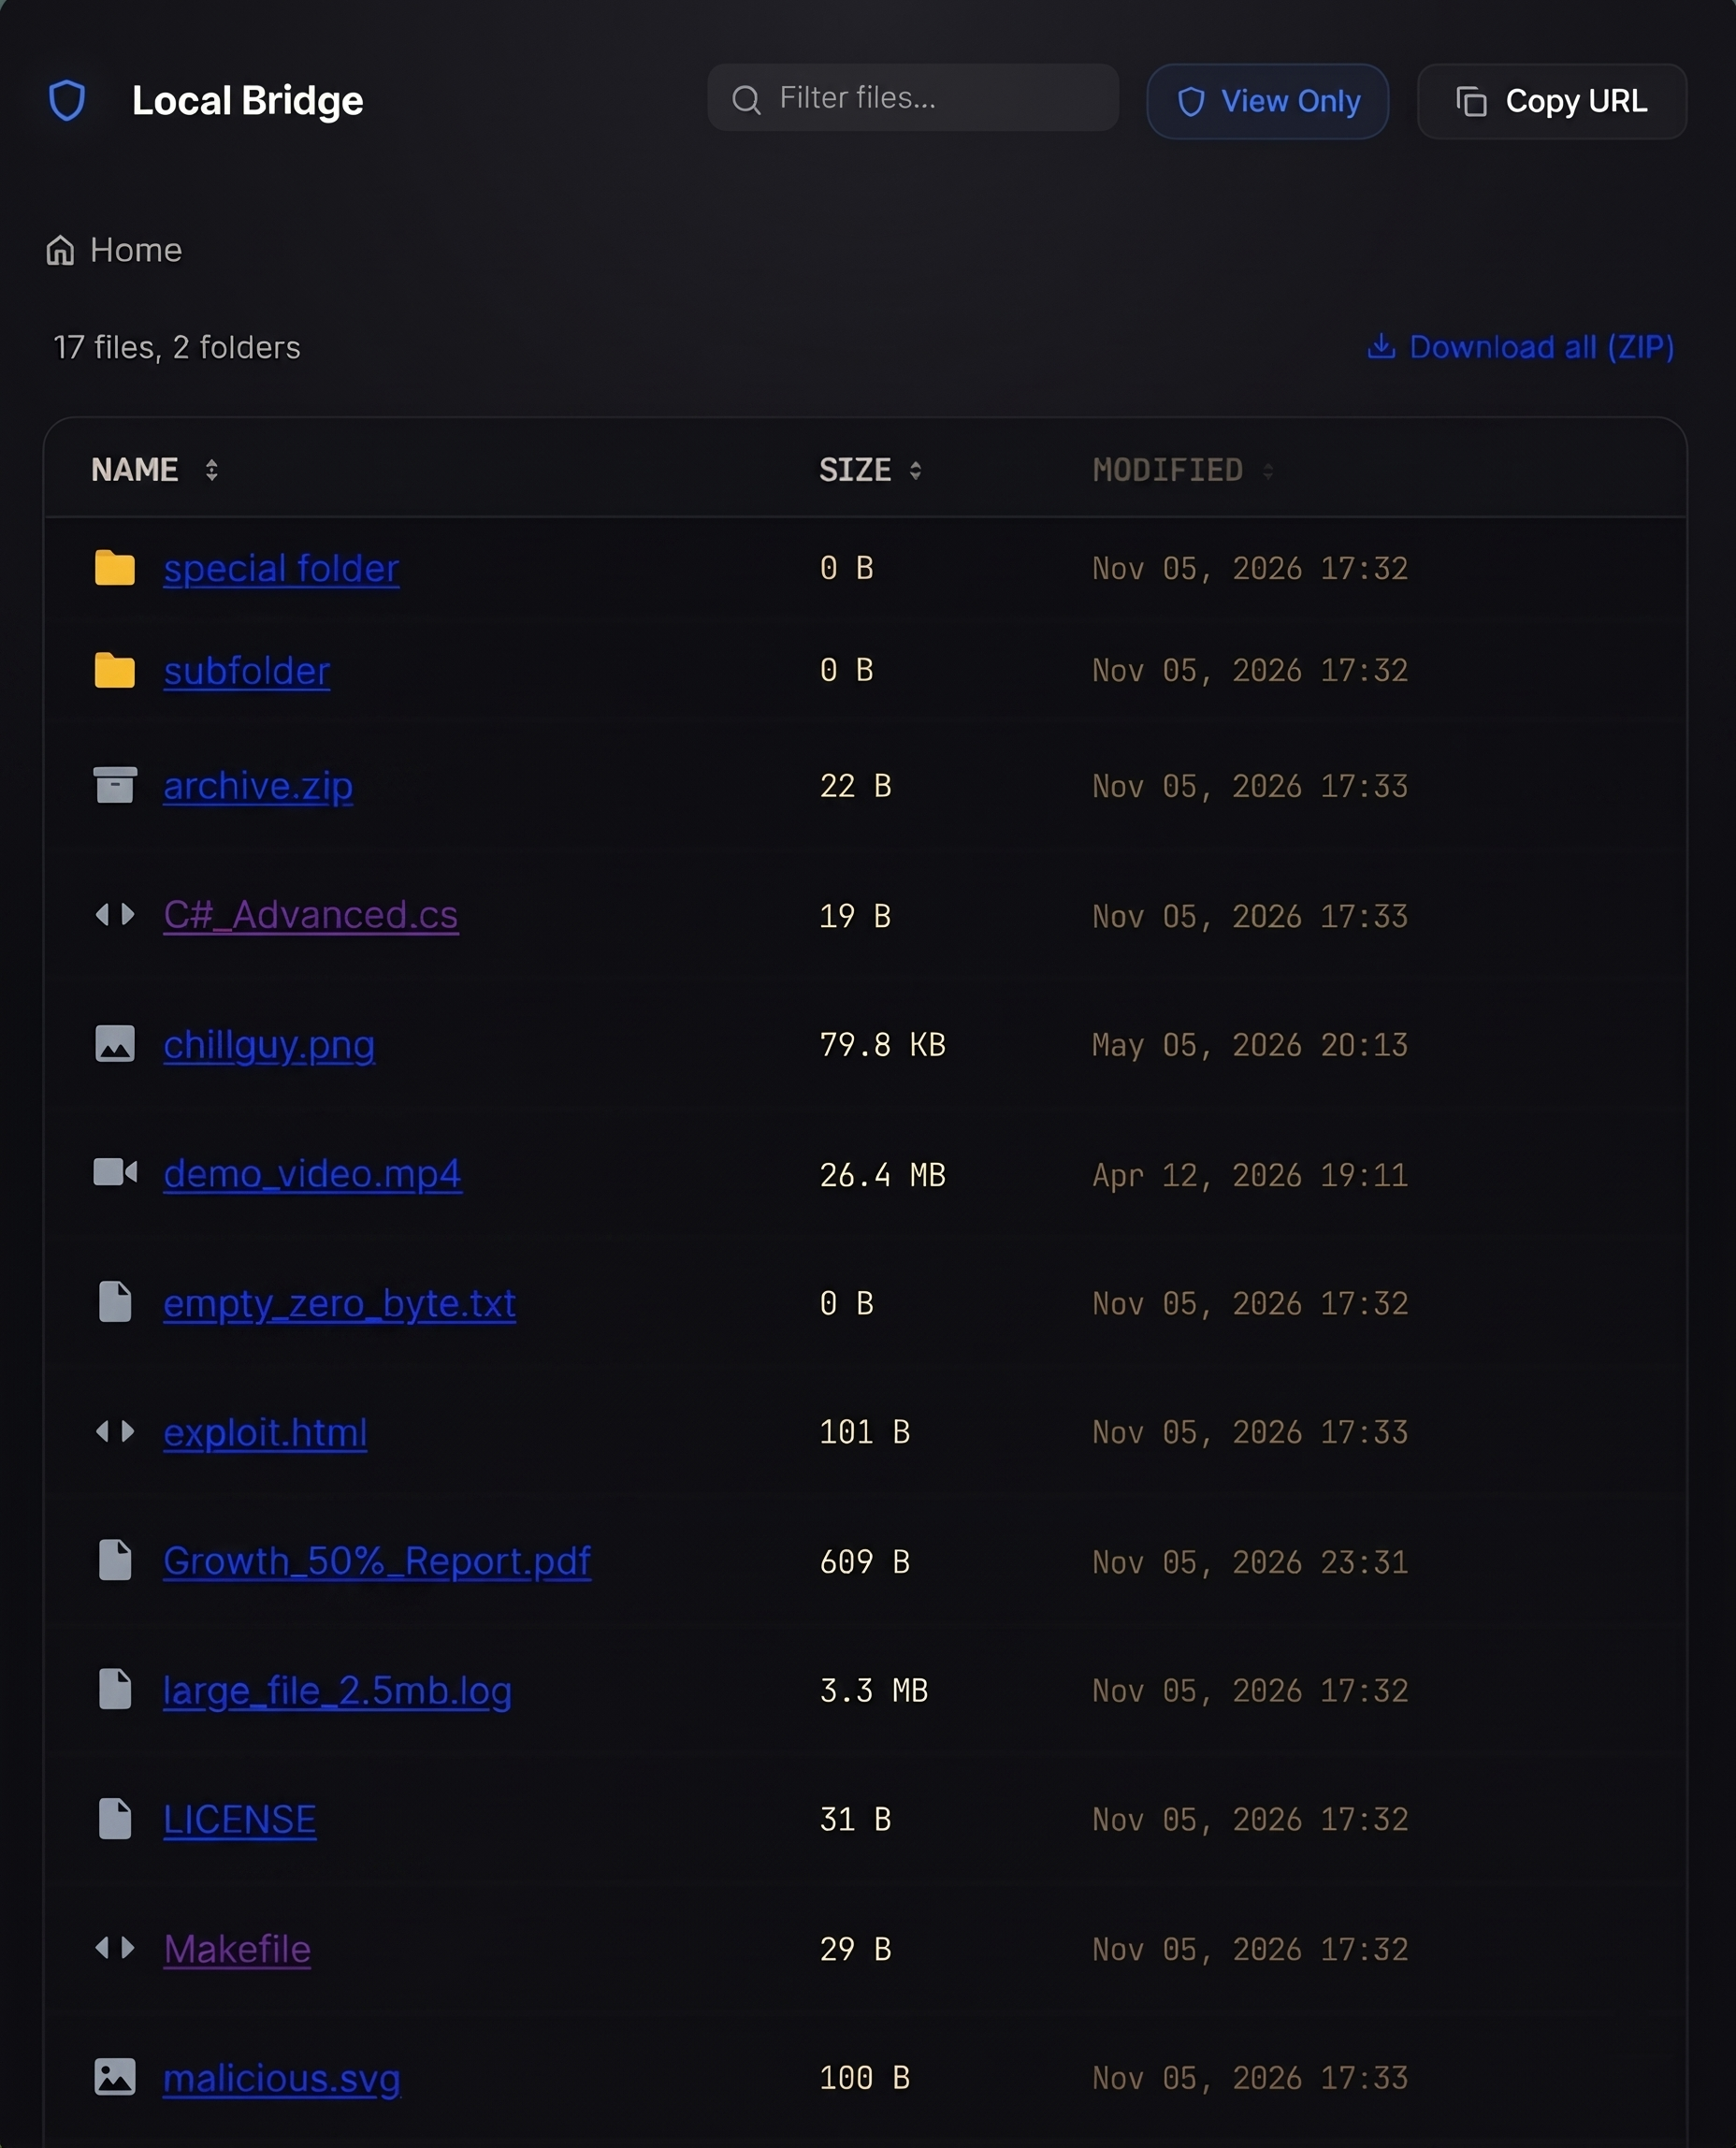 Local Bridge Filter files... View Only Copy URL
Home
17 files, 2 folders Download all (ZIP)
NAME SIZE MODIFIED
special folder 0 B Nov 05, 2026 17:32
subfolder 0 B Nov 05, 2026 17:32
archive.zip 22 B Nov 05, 2026 17:33
C#_Advanced.cs 19 B Nov 05, 2026 17:33
chillguy.png 79.8 KB May 05, 2026 20:13
demo_video.mp4 26.4 MB Apr 12, 2026 19:11
empty_zero_byte.txt 0 B Nov 05, 2026 17:32
exploit.html 101 B Nov 05, 2026 17:33
Growth_50%_Report.pdf 609 B Nov 05, 2026 23:31
large_file_2.5mb.log 3.3 MB Nov 05, 2026 17:32
LICENSE 31 B Nov 05, 2026 17:32
Makefile 29 B Nov 05, 2026 17:32
malicious.svg 100 B Nov 05, 2026 17:33